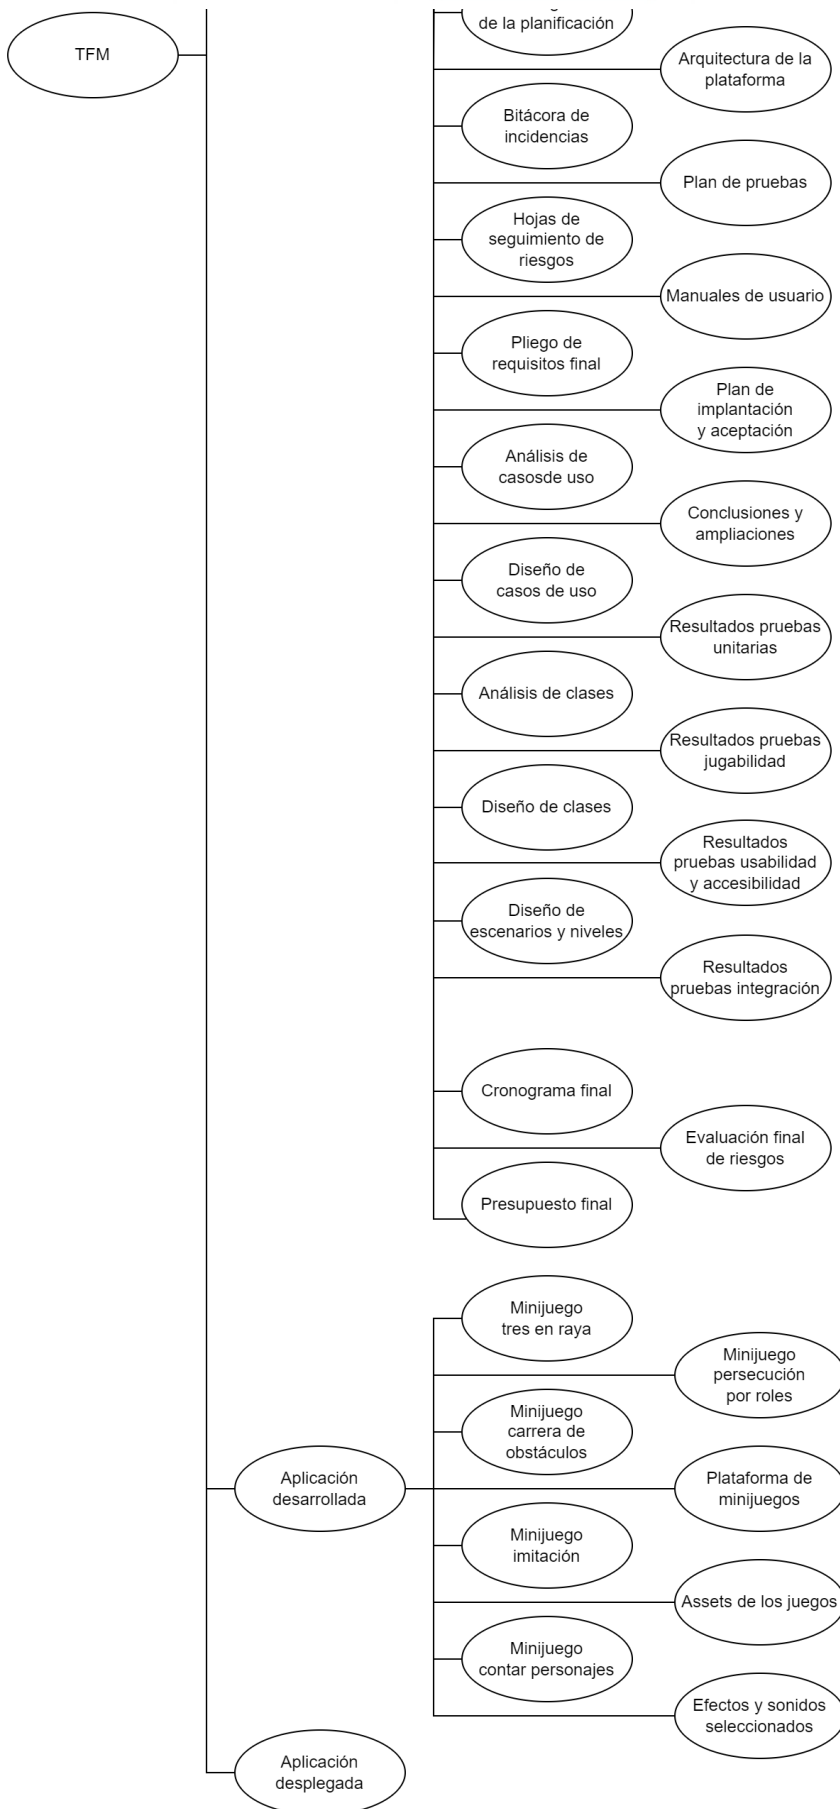 de la planificación
TFM
Arquitectura de la
plataforma
Bitácora de
incidencias
Plan de pruebas
Hojas de
seguimiento de
riesgos
Manuales de usuario
Pliego de
requisitos final
Plan de
implantación
y aceptación
Análisis de
casosde uso
Conclusiones y
ampliaciones
Diseño de
casos de uso
Resultados pruebas
unitarias
Análisis de clases
Resultados pruebas
jugabilidad
Diseño de clases
Resultados
pruebas usabilidad
y accesibilidad
Diseño de
escenarios y niveles
Resultados
pruebas integración
Cronograma final
Evaluación final
de riesgos
Presupuesto final
Minijuego
tres en raya
Minijuego
persecución
por roles
Minijuego
carrera de
obstáculos
Aplicación
desarrollada
Plataforma de
minijuegos
Minijuego
imitación
Assets de los juegos
Minijuego
contar personajes
Efectos y sonidos
seleccionados
Aplicación
desplegada